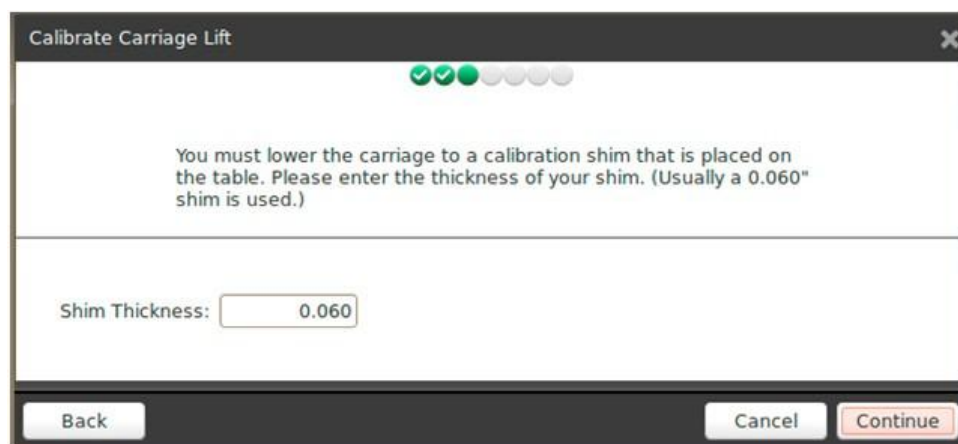 Calibrate Carriage Lift
You must lower the carriage to a calibration shim that is placed on
the table. Please enter the thickness of your shim. (Usually a 0.060"
shim is used.)
Shim Thickness: 0.060
Back Cancel Continue